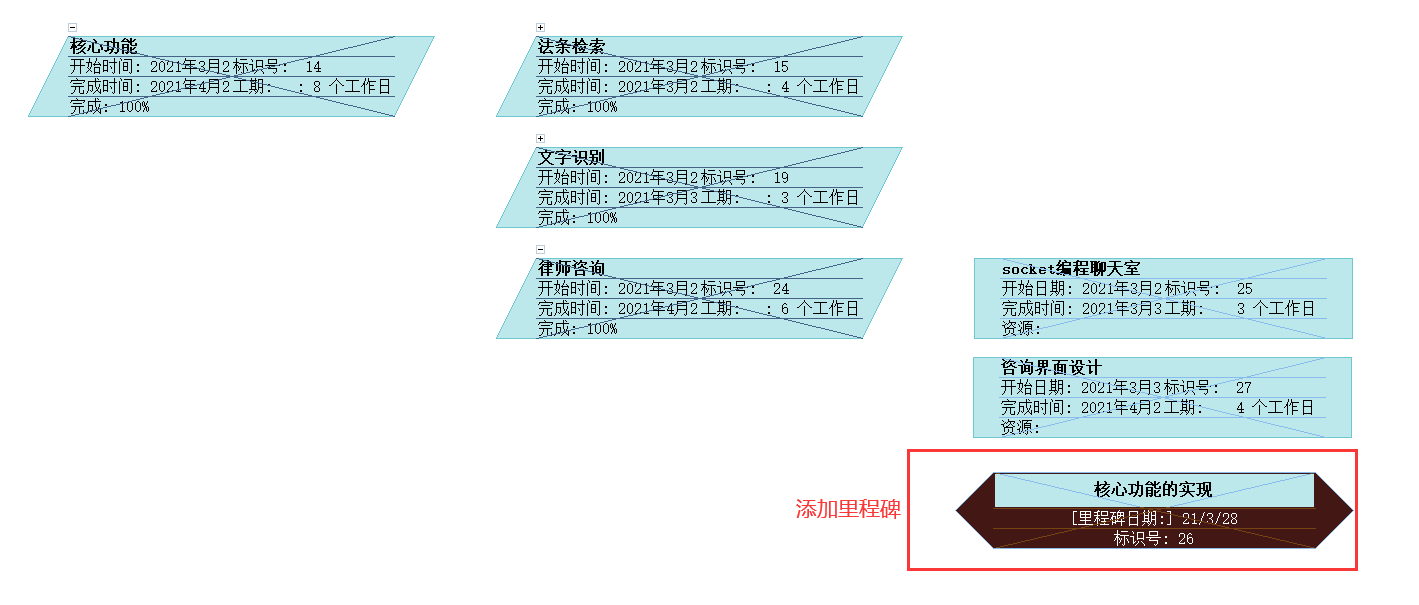 核心功能
开始时间: 2021年3月2 标识号: 14
完成时间: 2021年4月2 工期: : 8 个工作日
完成: 100%
法条检索
开始时间: 2021年3月2 标识号: 15
完成时间: 2021年3月2 工期: : 4 个工作日
完成: 100%
文字识别
开始时间: 2021年3月2 标识号: 19
完成时间: 2021年3月3 工期: : 3 个工作日
完成: 100%
律师咨询
开始时间: 2021年3月2 标识号: 24
完成时间: 2021年4月2 工期: : 6 个工作日
完成: 100%
socket编程聊天室
开始日期: 2021年3月2 标识号: 25
完成时间: 2021年3月3 工期: 3 个工作日
资源:
咨询界面设计
开始日期: 2021年3月3 标识号: 27
完成时间: 2021年4月2 工期: 4 个工作日
资源:
添加里程碑
核心功能的实现
[里程碑日期:] 21/3/28
标识号: 26